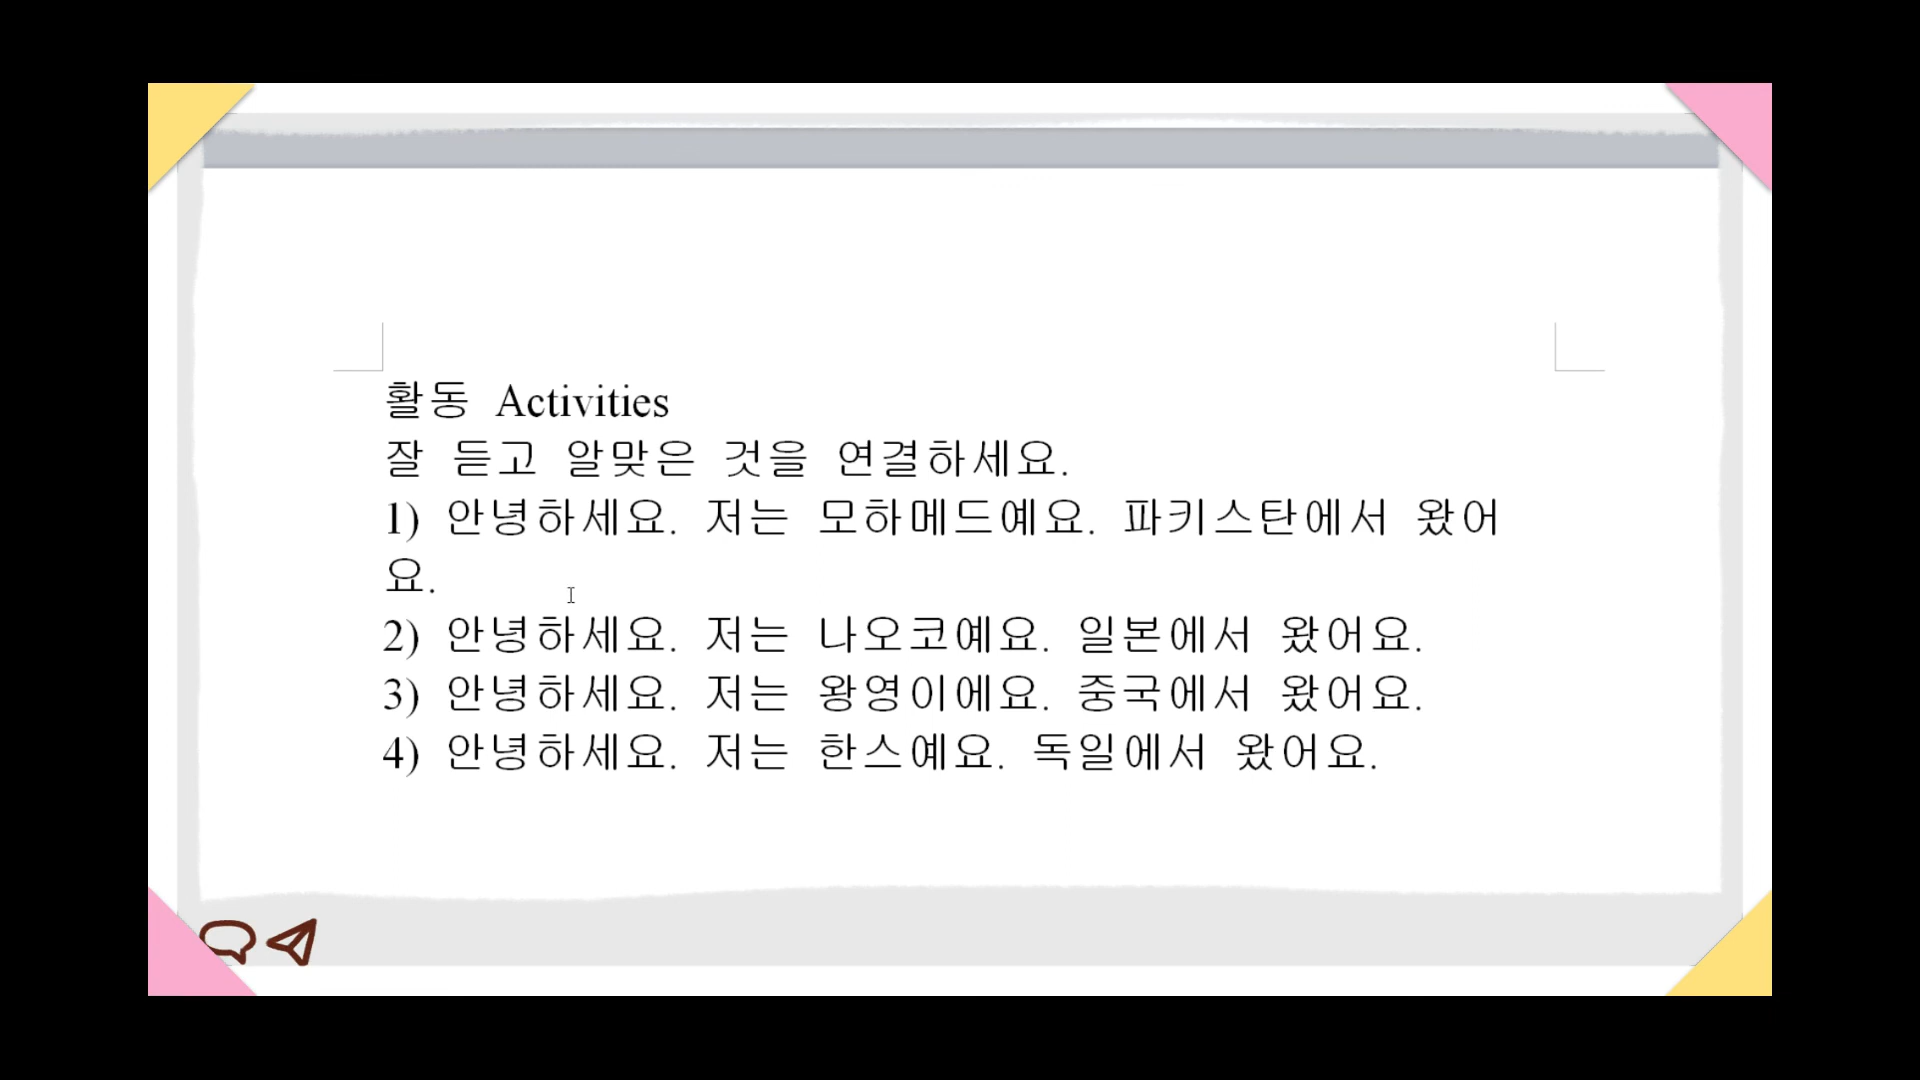 활동 Activities
잘 듣고 알맞은 것을 연결하세요.
1) 안녕하세요. 저는 모하메드예요. 파키스탄에서 왔어
요.
2) 안녕하세요. 저는 나오코예요. 일본에서 왔어요.
3) 안녕하세요. 저는 왕영이에요. 중국에서 왔어요.
4) 안녕하세요. 저는 한스예요. 독일에서 왔어요.